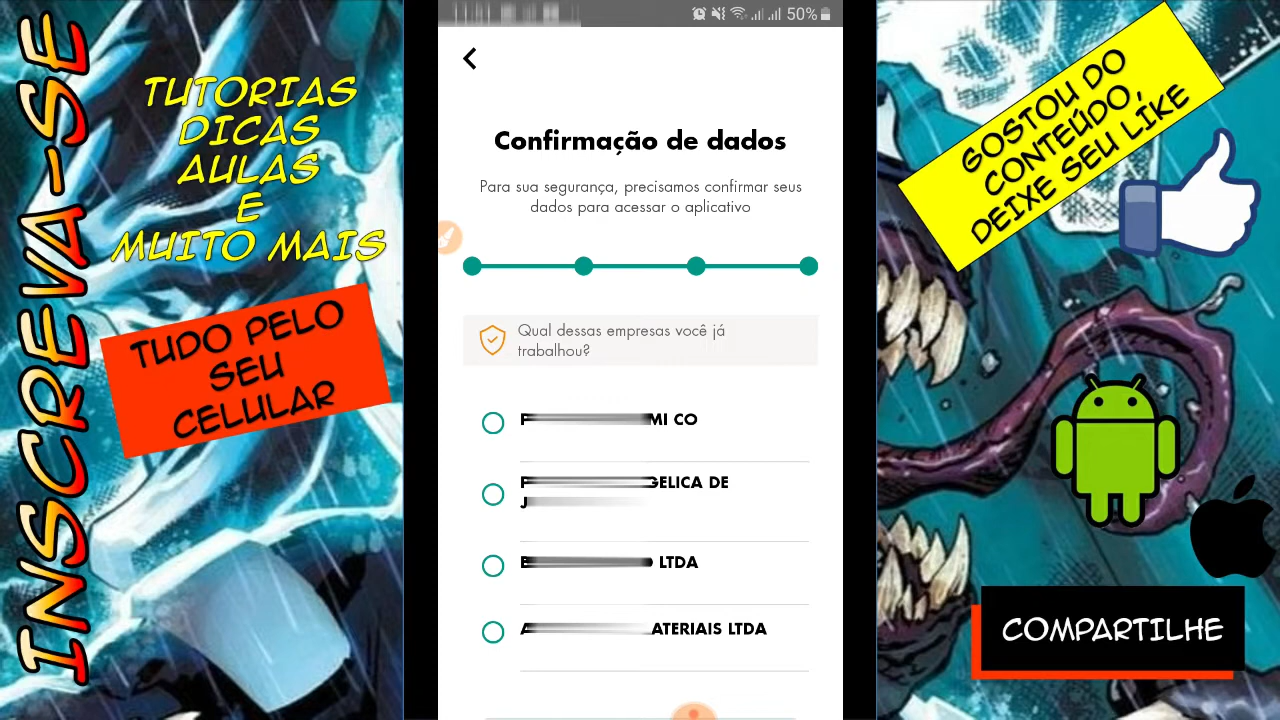 INSCREVA-SE
TUTORIAS
DICAS
AULAS
E
MUITO MAIS
TUDO PELO
SEU
CELULAR
50%
Confirmação de dados
Para sua segurança, precisamos confirmar seus
dados para acessar o aplicativo
Qual dessas empresas você já
trabalhou?
MI CO
GELICA DE
LTDA
ATERIAIS LTDA
GOSTOU DO
CONTEÚDO,
DEIXE SEU LIKE
COMPARTILHE